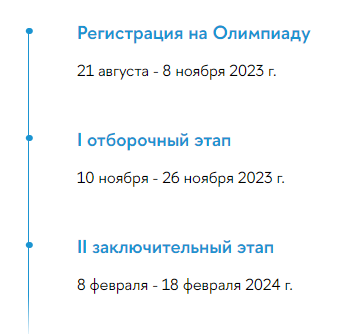 Регистрация на Олимпиаду
21 августа - 8 ноября 2023 г.
I отборочный этап
10 ноября - 26 ноября 2023 г.
II заключительный этап
8 февраля - 18 февраля 2024 г.